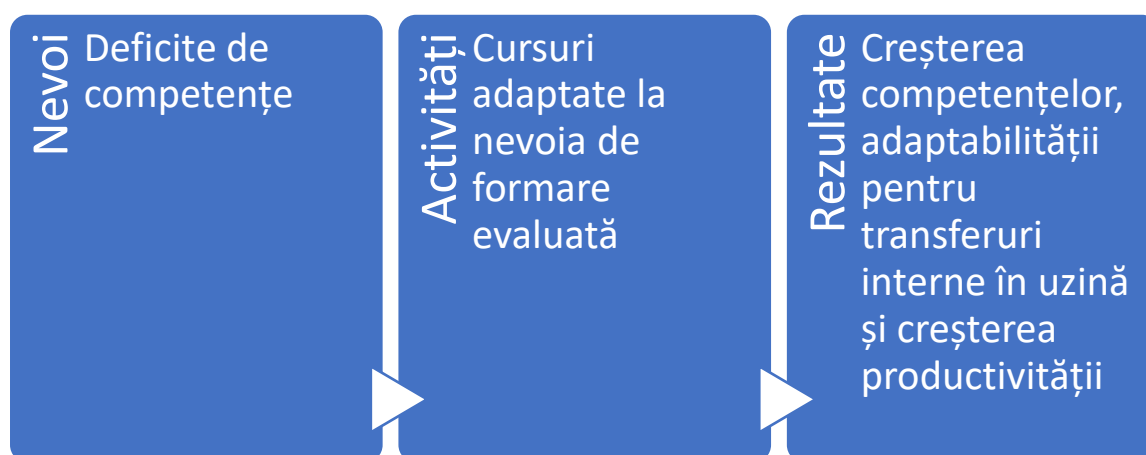 Nevoi
Deficite de
competențe
Activități
Cursuri
adaptate la
nevoia de
formare
evaluată
Rezultate
Creșterea
competențelor,
adaptabilității
pentru
transferuri
interne în uzină
și creșterea
productivității